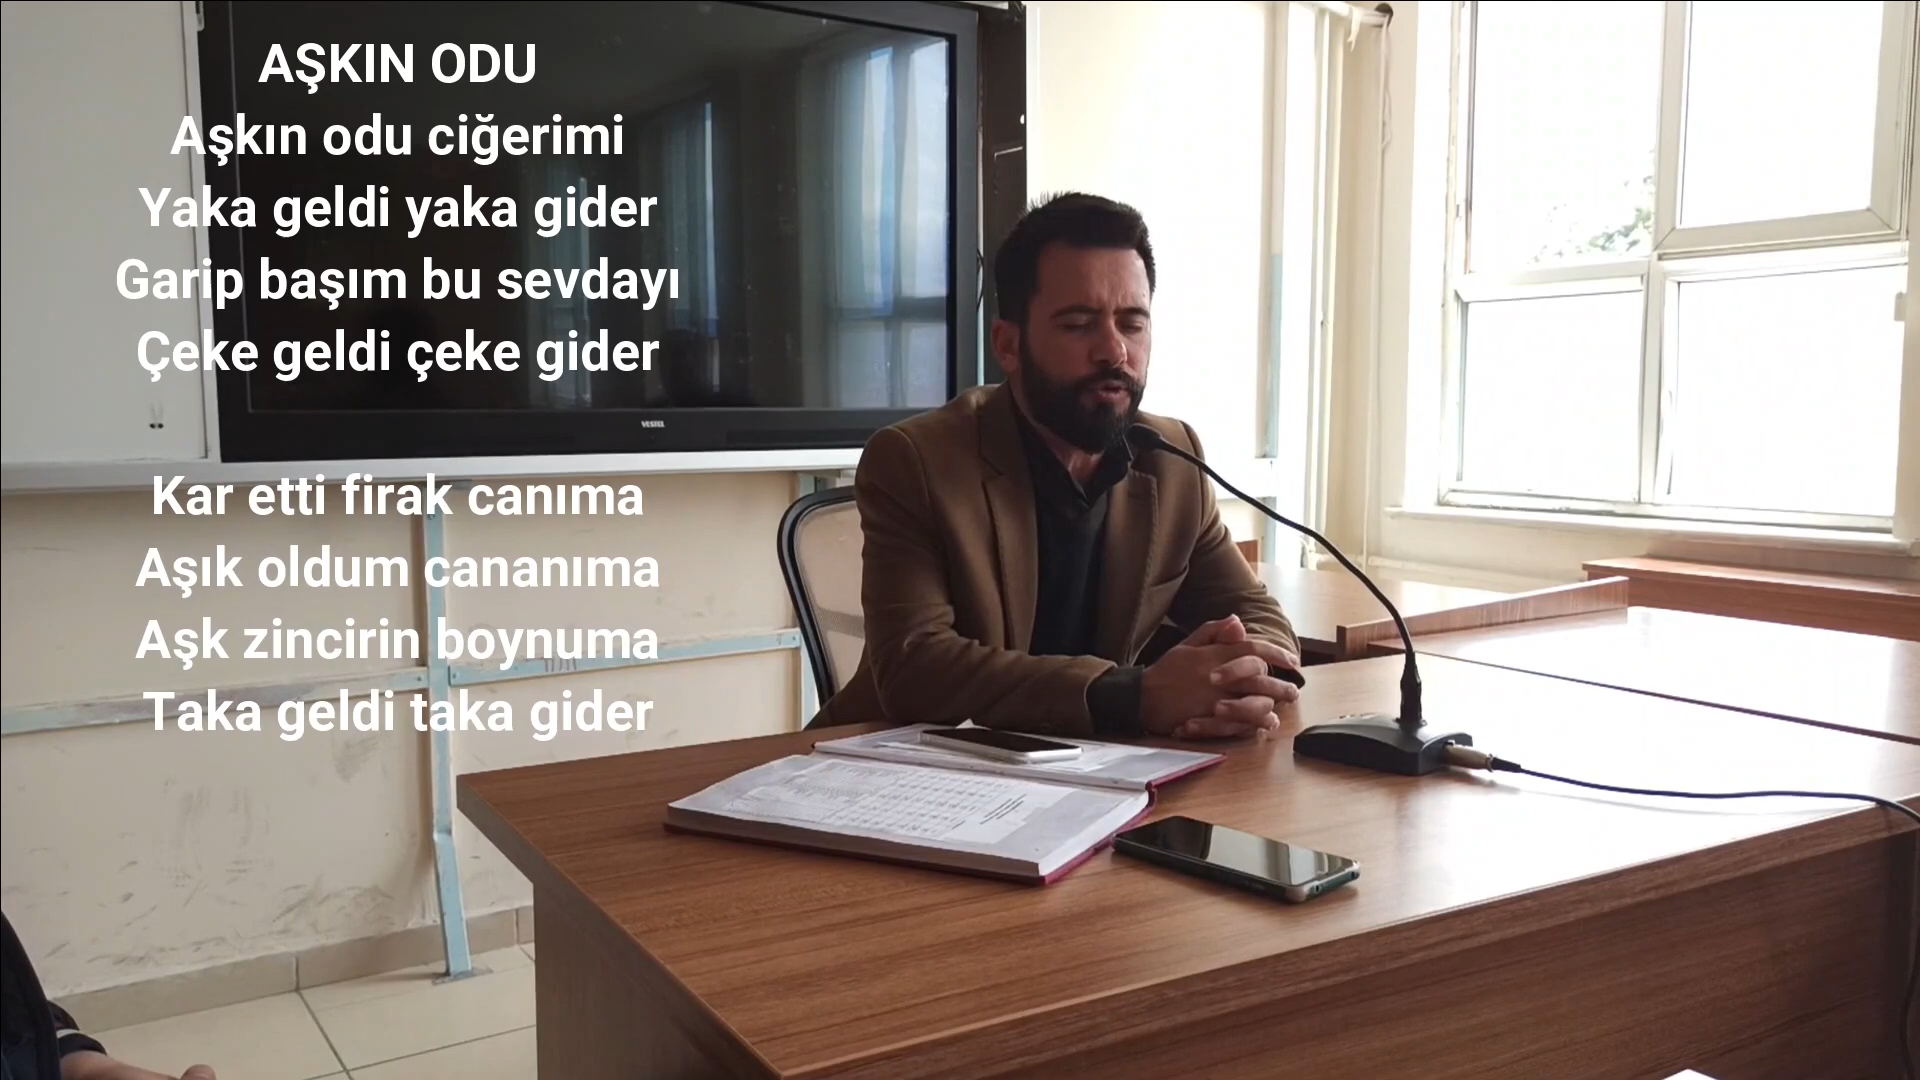 AŞKIN ODU
Aşkın odu ciğerimi
Yaka geldi yaka gider
Garip başım bu sevdayı
Çeke geldi çeke gider
Kar etti firak canıma
Aşık oldum cananıma
Aşk zincirin boynuma
Taka geldi taka gider
VESTEL